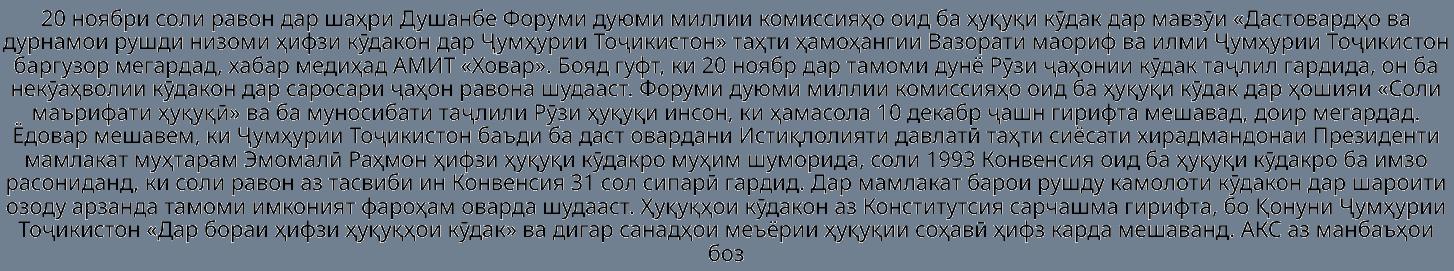 20 ноябри соли равон дар шаҳри Душанбе Форуми дуюми миллии комиссияҳо оид ба ҳуқуқи кӯдак дар мавзӯи «Дастовардҳо ва
дурнамои рушди низоми ҳифзи кӯдакон дар Ҷумҳурии Тоҷикистон» таҳти ҳамоҳангии Вазорати маориф ва илми Ҷумҳурии Тоҷикистон
баргузор мегардад, хабар медиҳад АМИТ «Ховар». Бояд гуфт, ки 20 ноябр дар тамоми дунё Рӯзи ҷаҳонии кӯдак таҷлил гардида, он ба
некӯаҳволии кӯдакон дар саросари ҷаҳон равона шудааст. Форуми дуюми миллии комиссияҳо оид ба ҳуқуқи кӯдак дар ҳошияи «Соли
маърифати ҳуқуқӣ» ва ба муносибати таҷлили Рӯзи ҳуқуқи инсон, ки ҳамасола 10 декабр ҷашн гирифта мешавад, доир мегардад.
Ёдовар мешавем, ки Ҷумҳурии Тоҷикистон баъди ба даст овардани Истиқлолияти давлатӣ таҳти сиёсати хирадмандонаи Президенти
мамлакат муҳтарам Эмомалӣ Раҳмон ҳифзи ҳуқуқи кӯдакро муҳим шуморида, соли 1993 Конвенсия оид ба ҳуқуқи кӯдакро ба имзо
расониданд, ки соли равон аз тасвиби ин Конвенсия 31 сол сипарӣ гардид. Дар мамлакат барои рушду камолоти кӯдакон дар шароити
озоду арзанда тамоми имконият фароҳам оварда шудааст. Ҳуқуқҳои кӯдакон аз Конститутсия сарчашма гирифта, бо Қонуни Ҷумҳурии
Тоҷикистон «Дар бораи ҳифзи ҳуқуқҳои кӯдак» ва дигар санадҳои меъёрии ҳуқуқии соҳавӣ ҳифз карда мешаванд. АКС аз манбаъҳои
боз